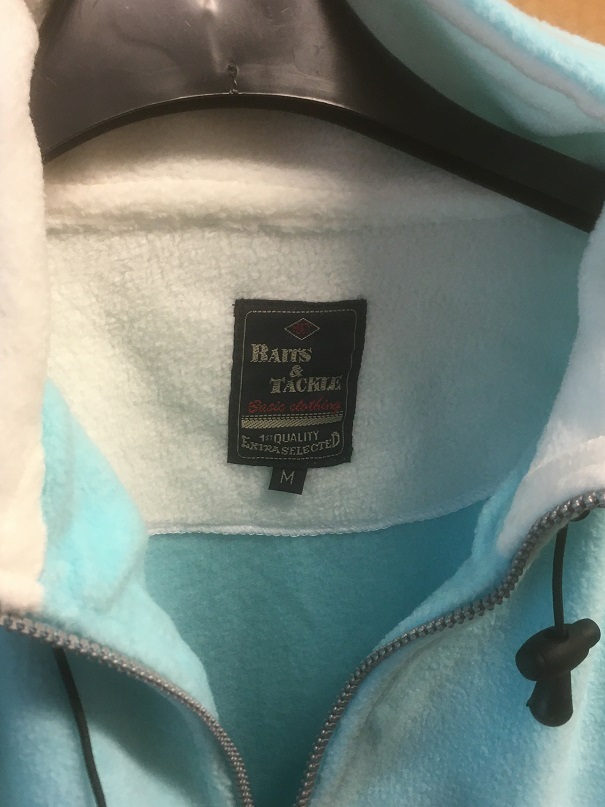 BAITS
&
TACKLE
Basic clothing
1st QUALITY
EXTRA SELECTED
M